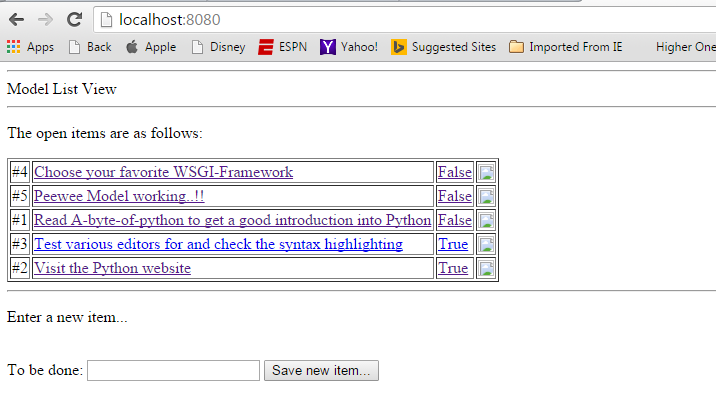 localhost:8080
Apps Back Apple Disney ESPN Yahoo! Suggested Sites Imported From IE Higher One
Model List View
The open items are as follows:
#4 Choose your favorite WSGI-Framework False
#5 Peewee Model working..!! False
#1 Read A-byte-of-python to get a good introduction into Python False
#3 Test various editors for and check the syntax highlighting True
#2 Visit the Python website True
Enter a new item...
To be done: Save new item...